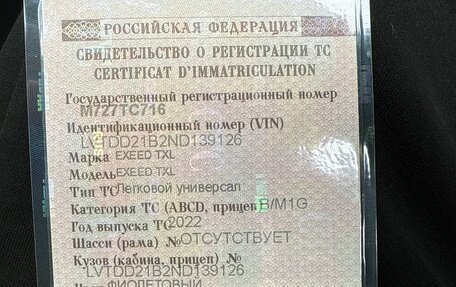 РОССИЙСКАЯ ФЕДЕРАЦИЯ
СВИДЕТЕЛЬСТВО О РЕГИСТРАЦИИ ТС
CERTIFICAT D'IMMATRICULATION
Государственный регистрационный номер
М727ТС716
Идентификационный номер (VIN)
LVTDD21B2ND139126
Марка EXEED TXL
Модель EXEED TXL
Тип ТС Легковой универсал
Категория ТС (ABCD, прицеп) B/M1G
Год выпуска ТС 2022
Шасси (рама) № ОТСУТСТВУЕТ
Кузов (кабина, прицеп) №
LVTDD21B2ND139126
Цвет ФИОЛЕТОВЫЙ